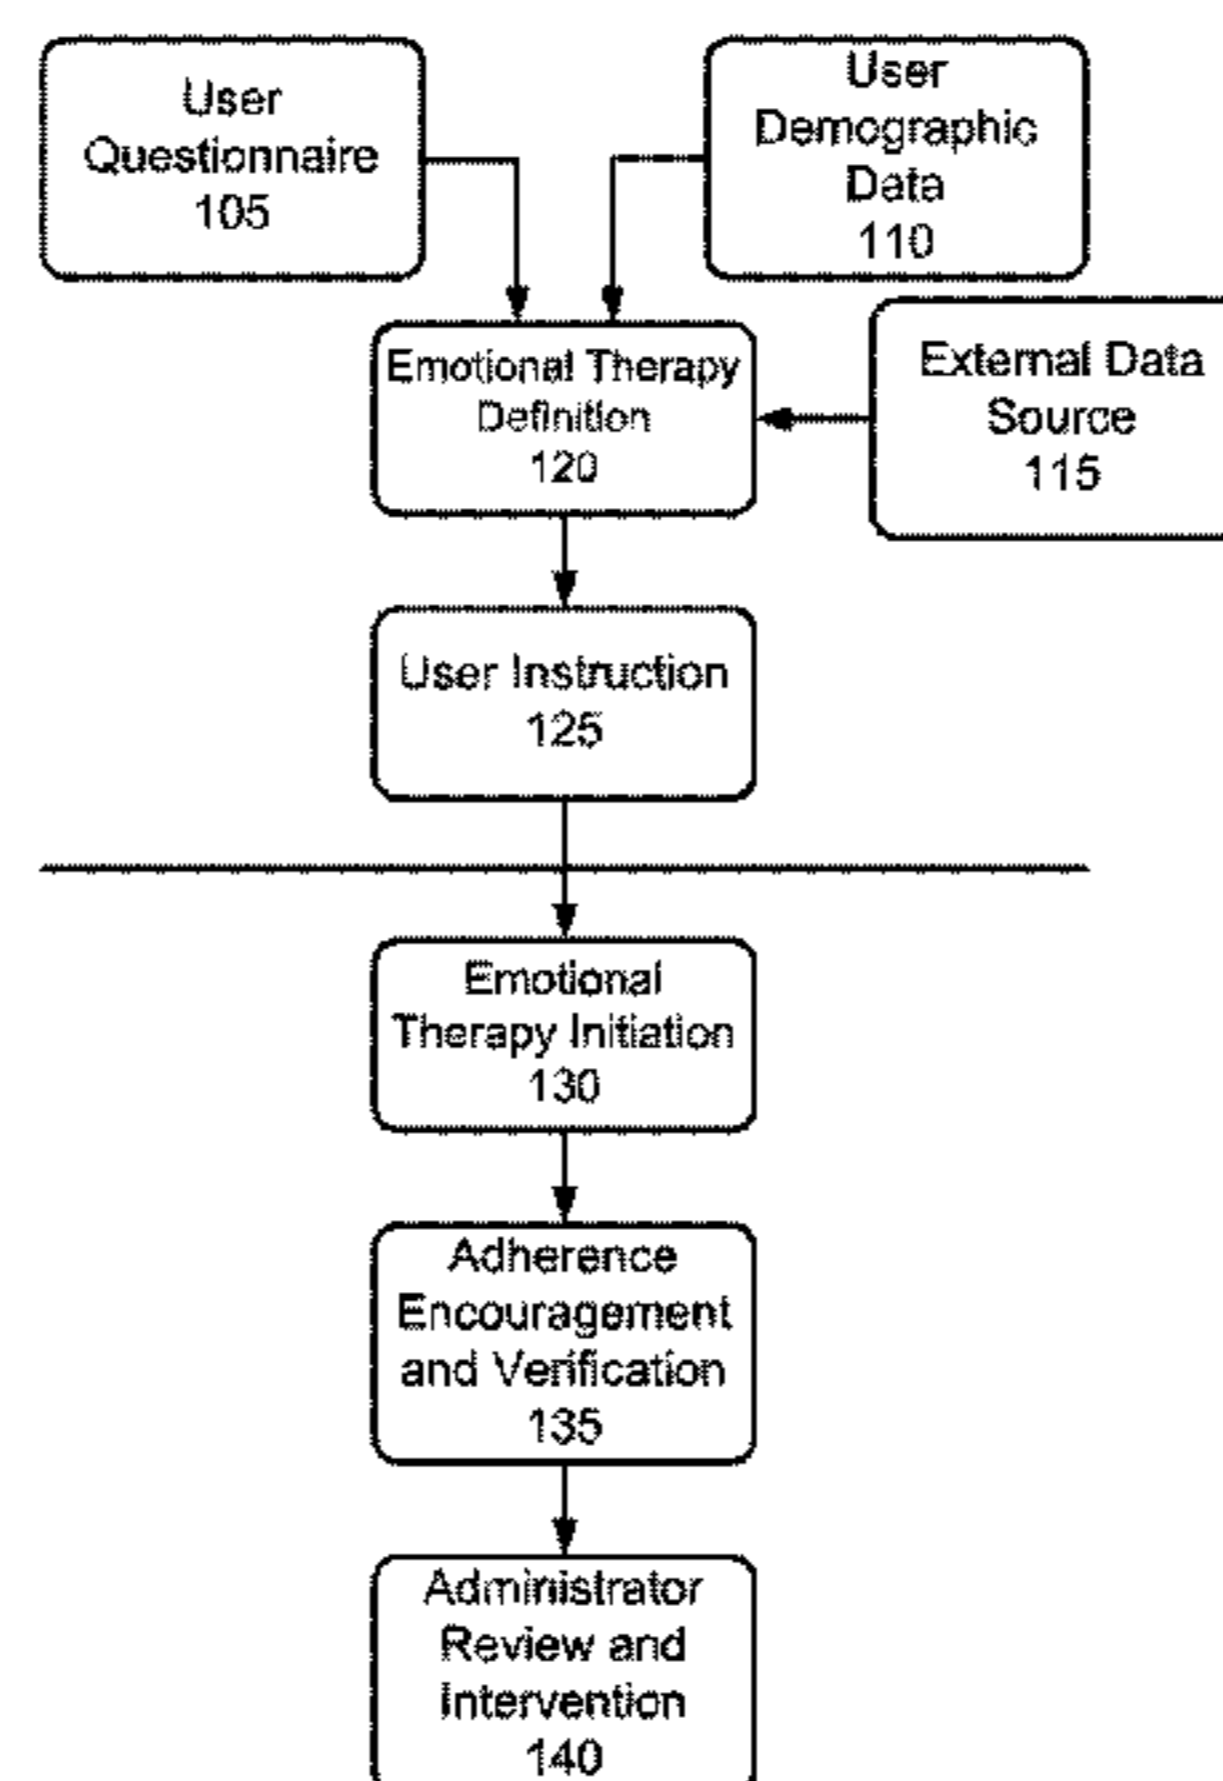 User
Questionnaire
105
User
Demographic
Data
110
Emotional Therapy
Definition
120
External Data
Source
115
User Instruction
125
Emotional
Therapy Initiation
130
Adherence
Encouragement
and Verification
135
Administrator
Review and
Intervention
140